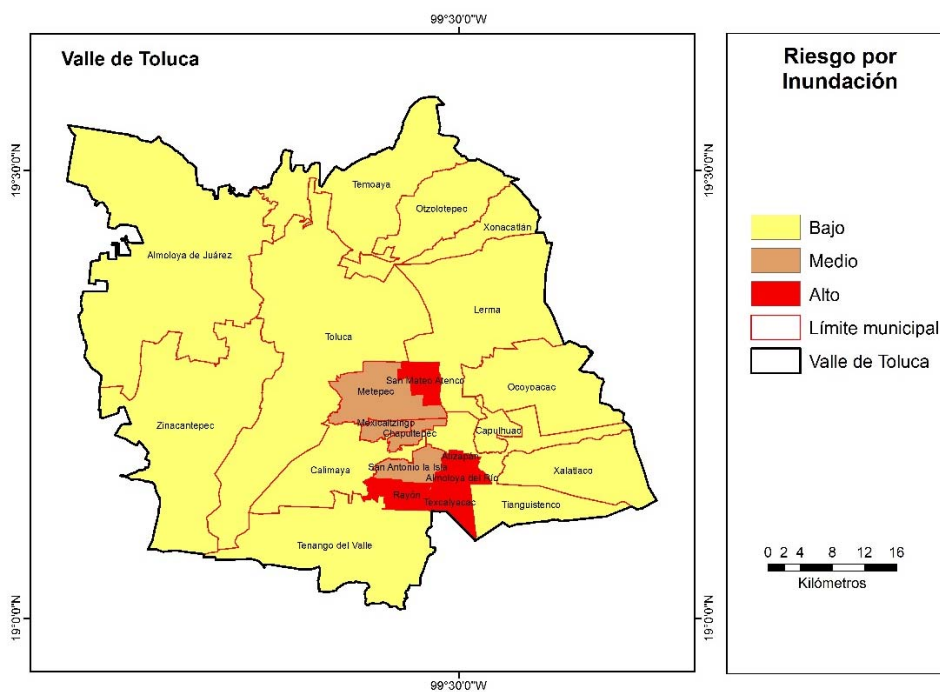 99°30'0"W
Valle de Toluca
19°30'0"N
19°30'0"N
Temoaya
Otzolotepec
Xonacatlán
Almoloya de Juárez
Lerma
Toluca
San Mateo Atenco
Metepec
Ocoyoacac
Mexicaltzingo
Zinacantepec
Chapultepec
Capulhuac
Atizapán
San Antonio la Isla
Xalatlaco
Calimaya
Almoloya del Río
Rayón
Texcalyacac
Tianguistenco
Tenango del Valle
19°0'0"N
19°0'0"N
99°30'0"W
Riesgo por
Inundación
Bajo
Medio
Alto
Límite municipal
Valle de Toluca
0 2 4 8 12 16
Kilómetros